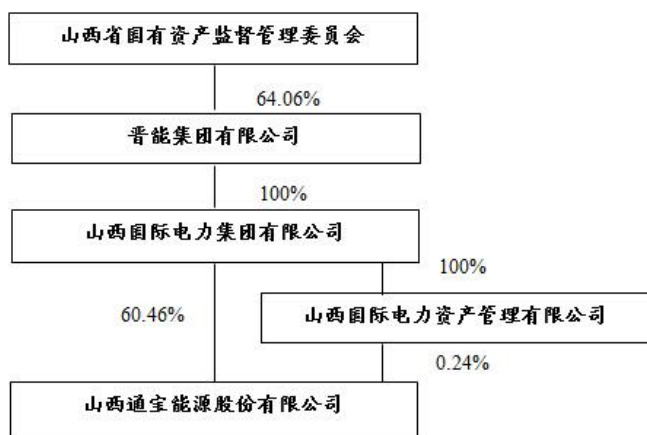 山西省国有资产监督管理委员会
64.06%
晋能集团有限公司
100%
山西国际电力集团有限公司
100%
60.46%
山西国际电力资产管理有限公司
0.24%
山西通宝能源股份有限公司